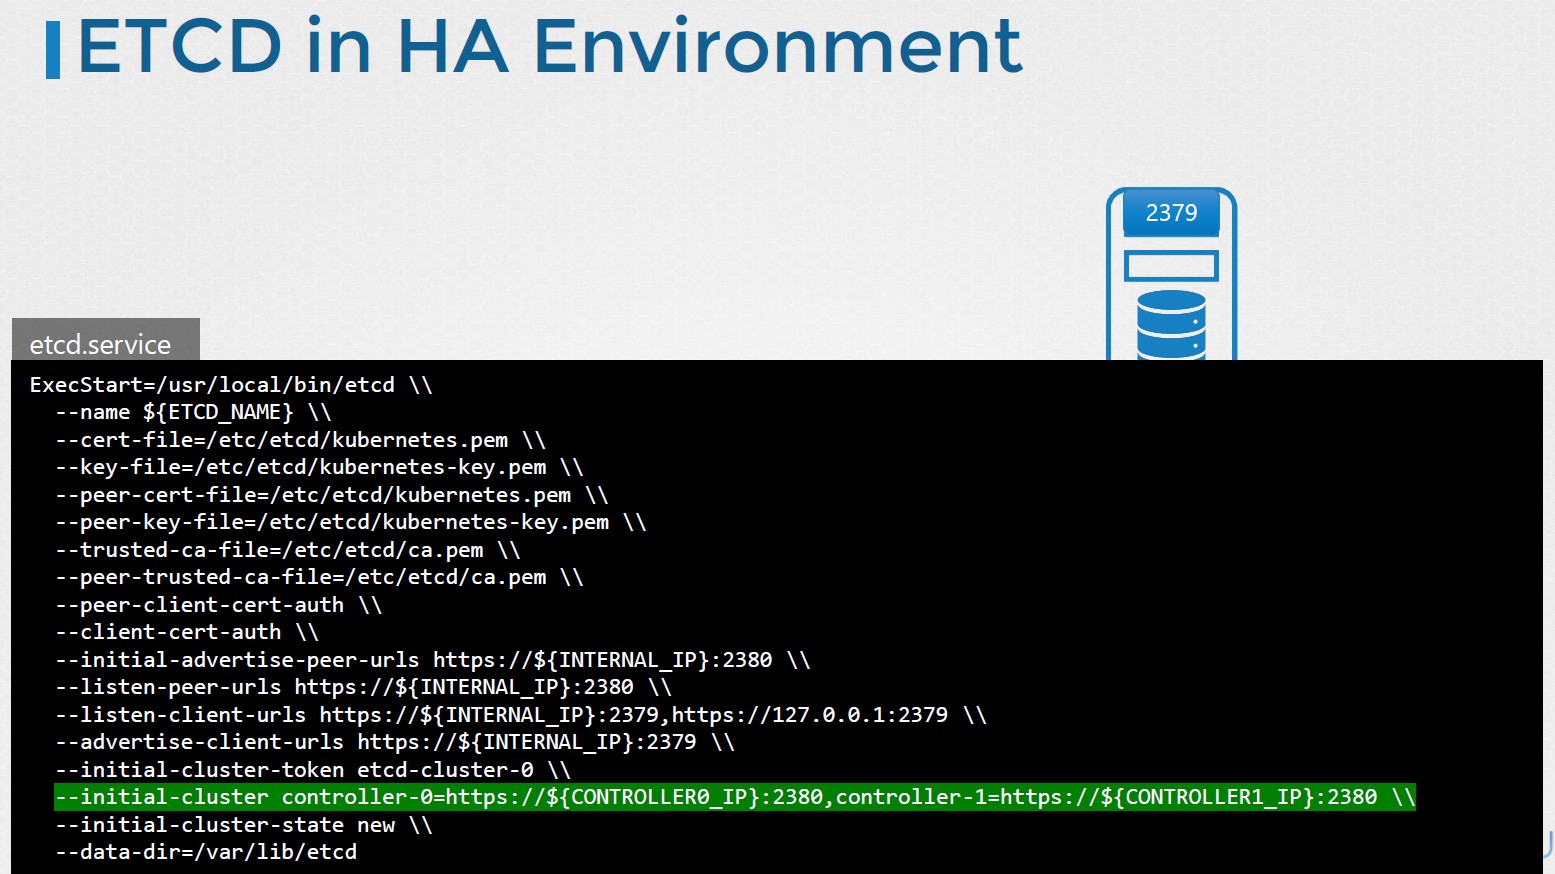 ETCD in HA Environment
2379
etcd.service
ExecStart=/usr/local/bin/etcd \\
--name ${ETCD_NAME} \\
--cert-file=/etc/etcd/kubernetes.pem \\
--key-file=/etc/etcd/kubernetes-key.pem \\
--peer-cert-file=/etc/etcd/kubernetes.pem \\
--peer-key-file=/etc/etcd/kubernetes-key.pem \\
--trusted-ca-file=/etc/etcd/ca.pem \\
--peer-trusted-ca-file=/etc/etcd/ca.pem \\
--peer-client-cert-auth \\
--client-cert-auth \\
--initial-advertise-peer-urls https://${INTERNAL_IP}:2380 \\
--listen-peer-urls https://${INTERNAL_IP}:2380 \\
--listen-client-urls https://${INTERNAL_IP}:2379,https://127.0.0.1:2379 \\
--advertise-client-urls https://${INTERNAL_IP}:2379 \\
--initial-cluster-token etcd-cluster-0 \\
--initial-cluster controller-0=https://${CONTROLLER0_IP}:2380,controller-1=https://${CONTROLLER1_IP}:2380 \\
--initial-cluster-state new \\
--data-dir=/var/lib/etcd